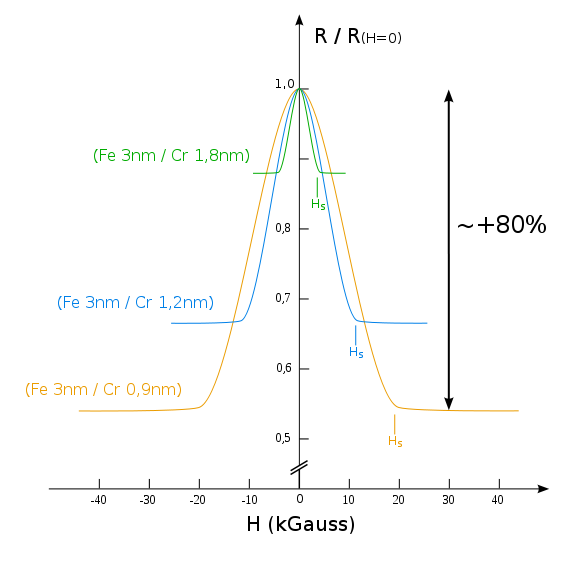 R / R(H=0)
1,0
(Fe 3nm / Cr 1,8nm)
Hs
0,8
~+80%
0,7
(Fe 3nm / Cr 1,2nm)
Hs
0,6
(Fe 3nm / Cr 0,9nm)
Hs
0,5
-40 -30 -20 -10 0 10 20 30 40
H (kGauss)